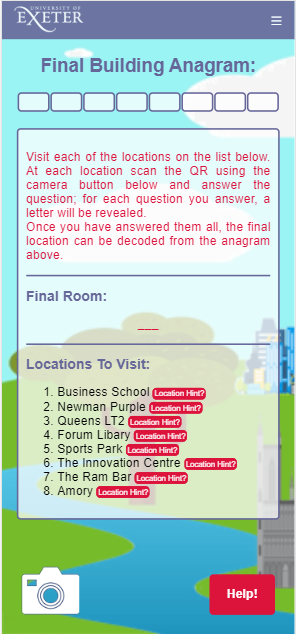 UNIVERSITY OF
EXETER
Final Building Anagram:
Visit each of the locations on the list below.
At each location scan the QR using the
camera button below and answer the
question; for each question you answer, a
letter will be revealed.
Once you have answered them all, the final
location can be decoded from the anagram
above.
Final Room:
___
Locations To Visit:
1. Business School Location Hint?
2. Newman Purple Location Hint?
3. Queens LT2 Location Hint?
4. Forum Libary Location Hint?
5. Sports Park Location Hint?
6. The Innovation Centre Location Hint?
7. The Ram Bar Location Hint?
8. Amory Location Hint?
Help!